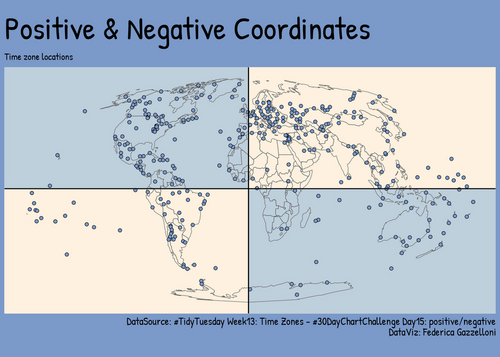 Positive & Negative Coordinates
Time zone locations
DataSource: #TidyTuesday Week13: Time Zones - #30DayChartChallenge Day15: positive/negative
DataViz: Federica Gazzelloni